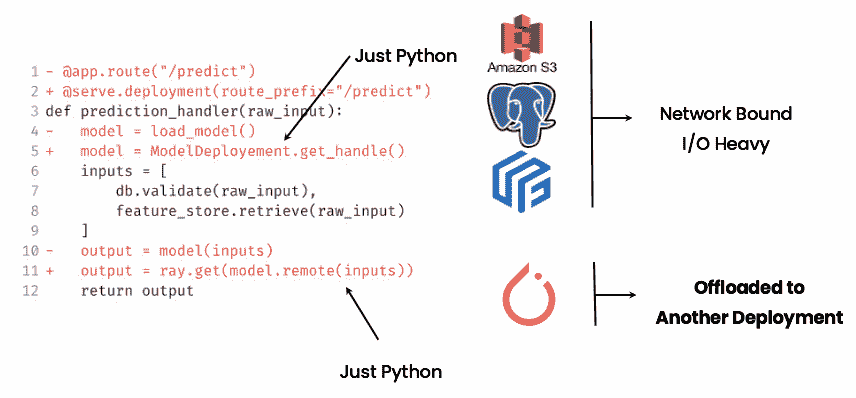 Just Python
1 - @app.route("/predict")
2 + @serve.deployment(route_prefix="/predict")
3 def prediction_handler(raw_input):
4 -   model = load_model()
5 +   model = ModelDeployement.get_handle()
6     inputs = [
7         db.validate(raw_input),
8         feature_store.retrieve(raw_input)
9     ]
10 -   output = model(inputs)
11 +   output = ray.get(model.remote(inputs))
12     return output
Just Python
Amazon S3
Network Bound
I/O Heavy
Offloaded to
Another Deployment